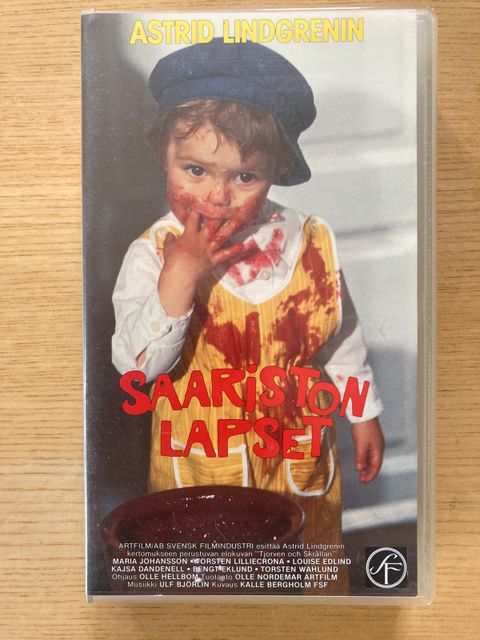 ASTRID LINDGRENIN
SAARISTON
LAPSET
ARTFILM/AB SVENSK FILMINDUSTRI esittää Astrid Lindgrenin
kertomukseen perustuvan elokuvan "Tjorven och Skrållan"
MARIA JOHANSSON • TORSTEN LILLIECRONA • LOUISE EDLIND
KAJSA DANDENELL • BENGT EKLUND • TORSTEN WAHLUND
Ohjaus OLLE HELLBOM Tuotanto OLLE NORDEMAR ARTFILM
Musiikki ULF BJÖRLIN Kuvaus KALLE BERGHOLM FSF
SF